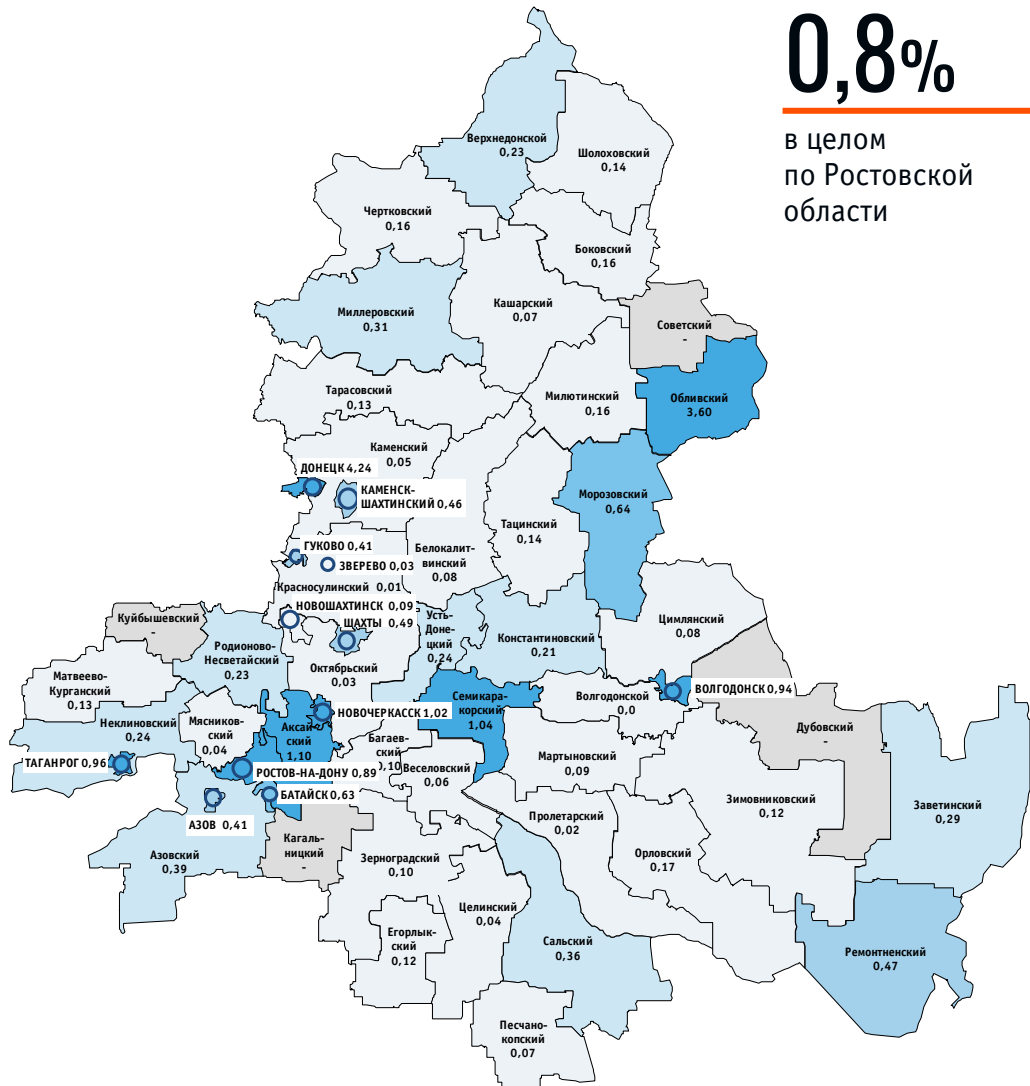 0,8%
в целом
по Ростовской
области
Верхнедонской
0,23
Шолоховский
0,14
Чертковский
0,16
Боковский
0,16
Кашарский
0,07
Миллеровский
0,31
Советский
-
Обливский
3,60
Тарасовский
0,13
Милютинский
0,16
Каменский
0,05
ДОНЕЦК 4,24
КАМЕНСК-
ШАХТИНСКИЙ 0,46
Морозовский
0,64
Тацинский
0,14
ГУКОВО 0,41
ЗВЕРЕВО 0,03
Белокалит-
винский
0,08
Красносулинский 0,01
НОВОШАХТИНСК 0,09
ШАХТЫ 0,49
Куйбышевский
-
Родионово-
Несветайский
0,23
Усть-
Доне-
цкий
0,24
Константиновский
0,21
Цимлянский
0,08
Октябрьский
0,03
Матвеево-
Курганский
0,13
Семикара-
корский
1,04
Волгодонской
0,0
ВОЛГОДОНСК 0,94
Неклиновский
0,24
Мясников-
ский
0,04
Аксай-
ский
1,10
НОВОЧЕРКАССК 1,02
Багаев-
ский
0,10
Дубовский
-
ТАГАНРОГ 0,96
РОСТОВ-НА-ДОНУ 0,89
Веселовский
0,06
Мартыновский
0,09
БАТАЙСК 0,63
Зимовниковский
0,12
Заветинский
0,29
АЗОВ 0,41
Пролетарский
0,02
Азовский
0,39
Кагаль-
ницкий
-
Зерноградский
0,10
Орловский
0,17
Целинский
0,04
Егорлык-
ский
0,12
Сальский
0,36
Ремонтненский
0,47
Песчано-
копский
0,07